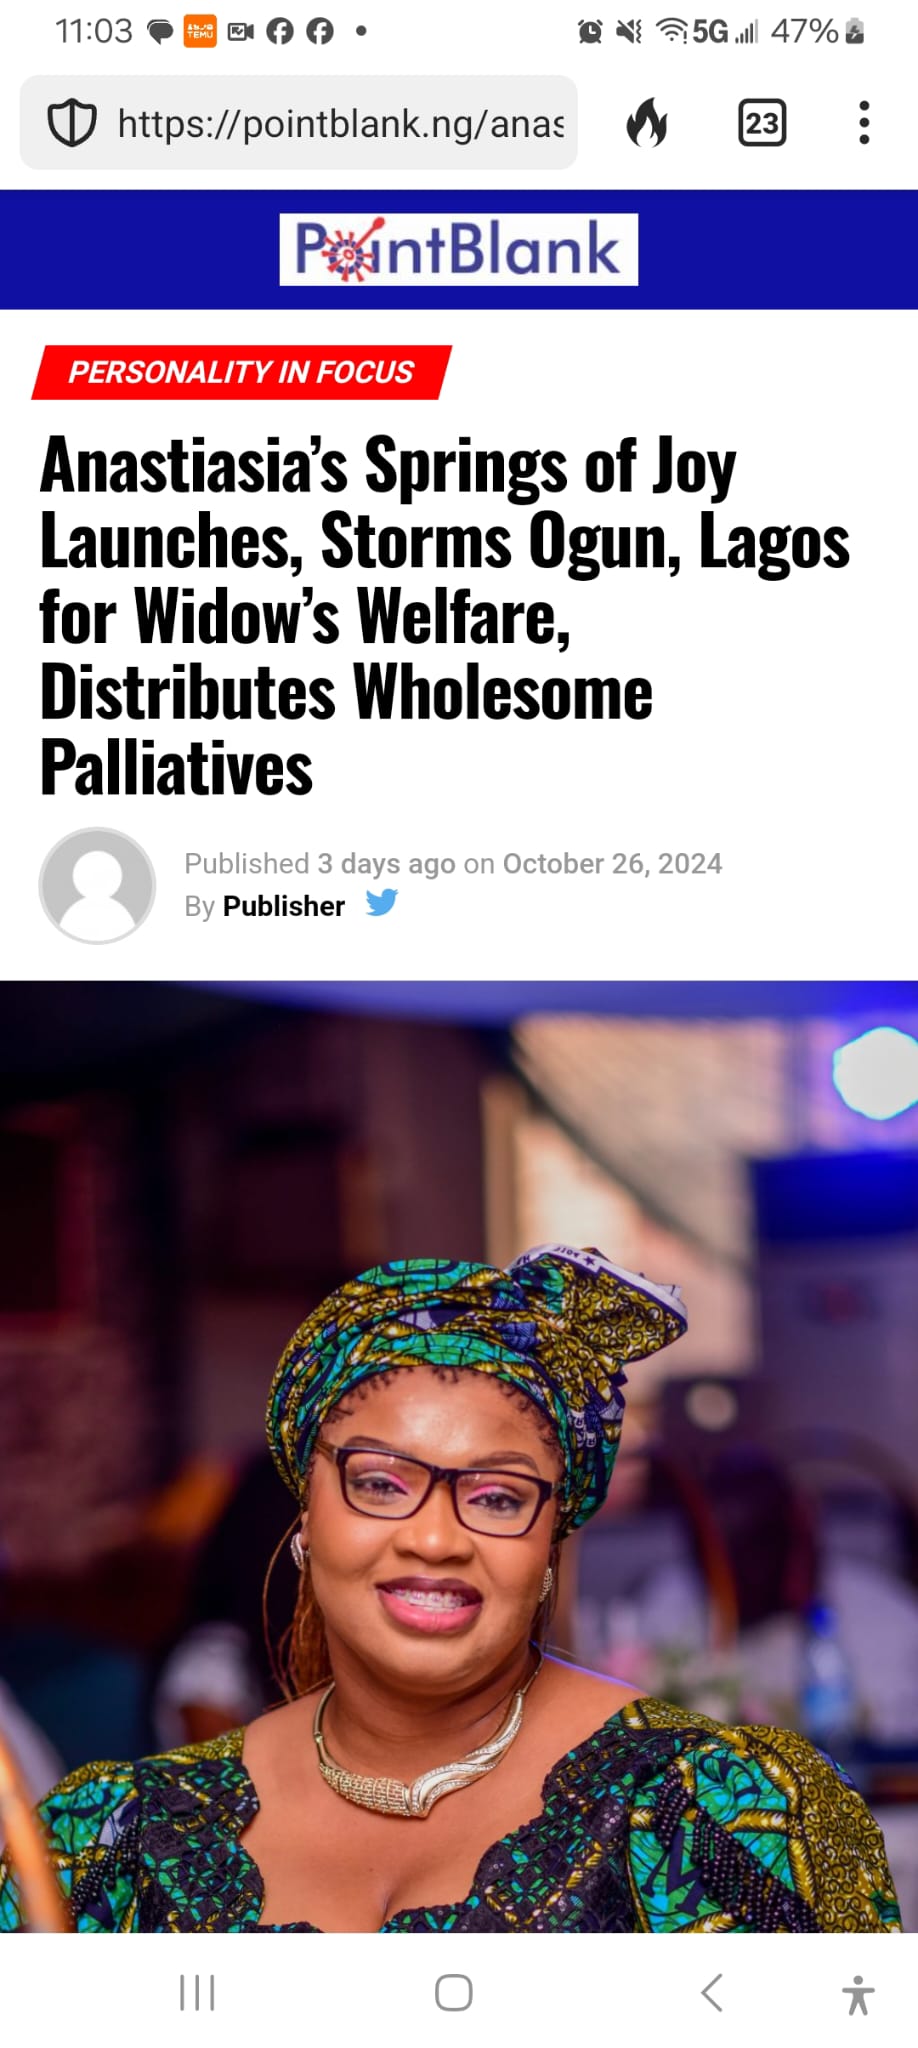 11:03
TEMU
5G 47%
https://pointblank.ng/anas
23
PointBlank
PERSONALITY IN FOCUS
Anastiasia’s Springs of Joy
Launches, Storms Ogun, Lagos
for Widow’s Welfare,
Distributes Wholesome
Palliatives
Published 3 days ago on October 26, 2024
By Publisher